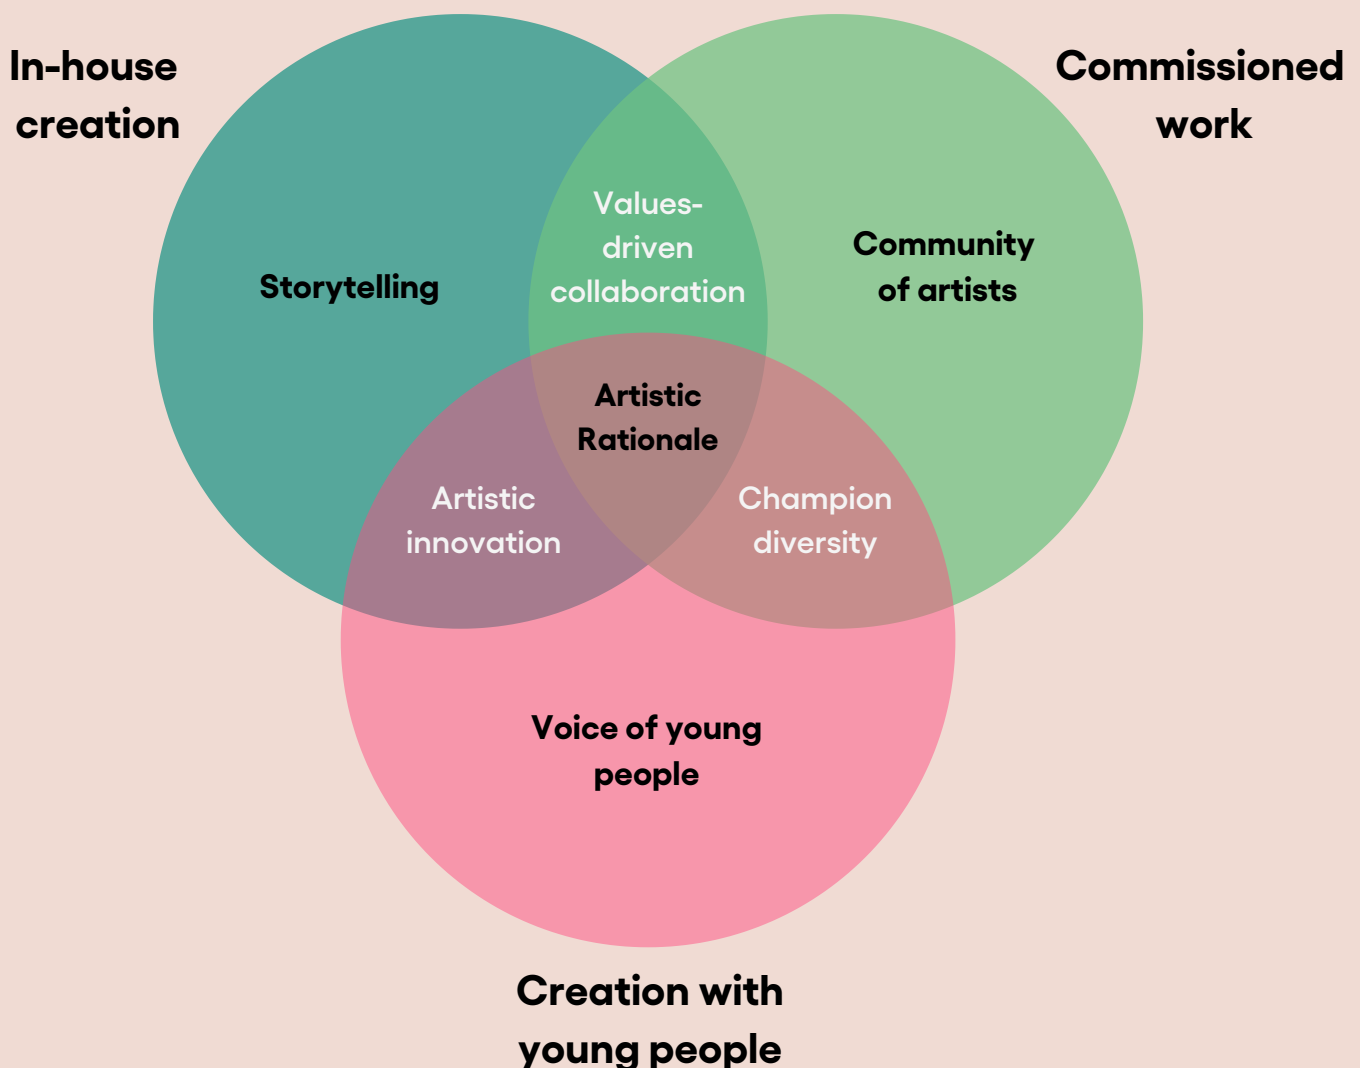 In-house
creation
Commissioned
work
Values-
driven
collaboration
Community
of artists
Storytelling
Artistic
Rationale
Artistic
innovation
Champion
diversity
Voice of young
people
Creation with
young people